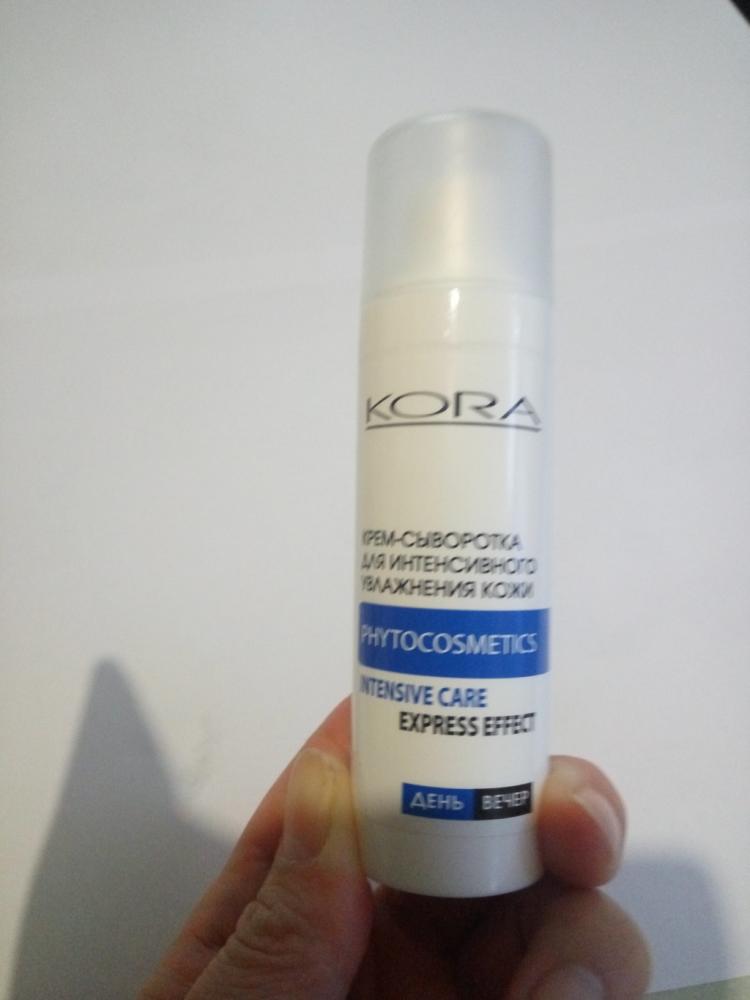 KORA
КРЕМ-СЫВОРОТКА
ДЛЯ ИНТЕНСИВНОГО
УВЛАЖНЕНИЯ КОЖИ
PHYTOCOSMETICS
INTENSIVE CARE
EXPRESS EFFECT
ДЕНЬ ВЕЧЕР